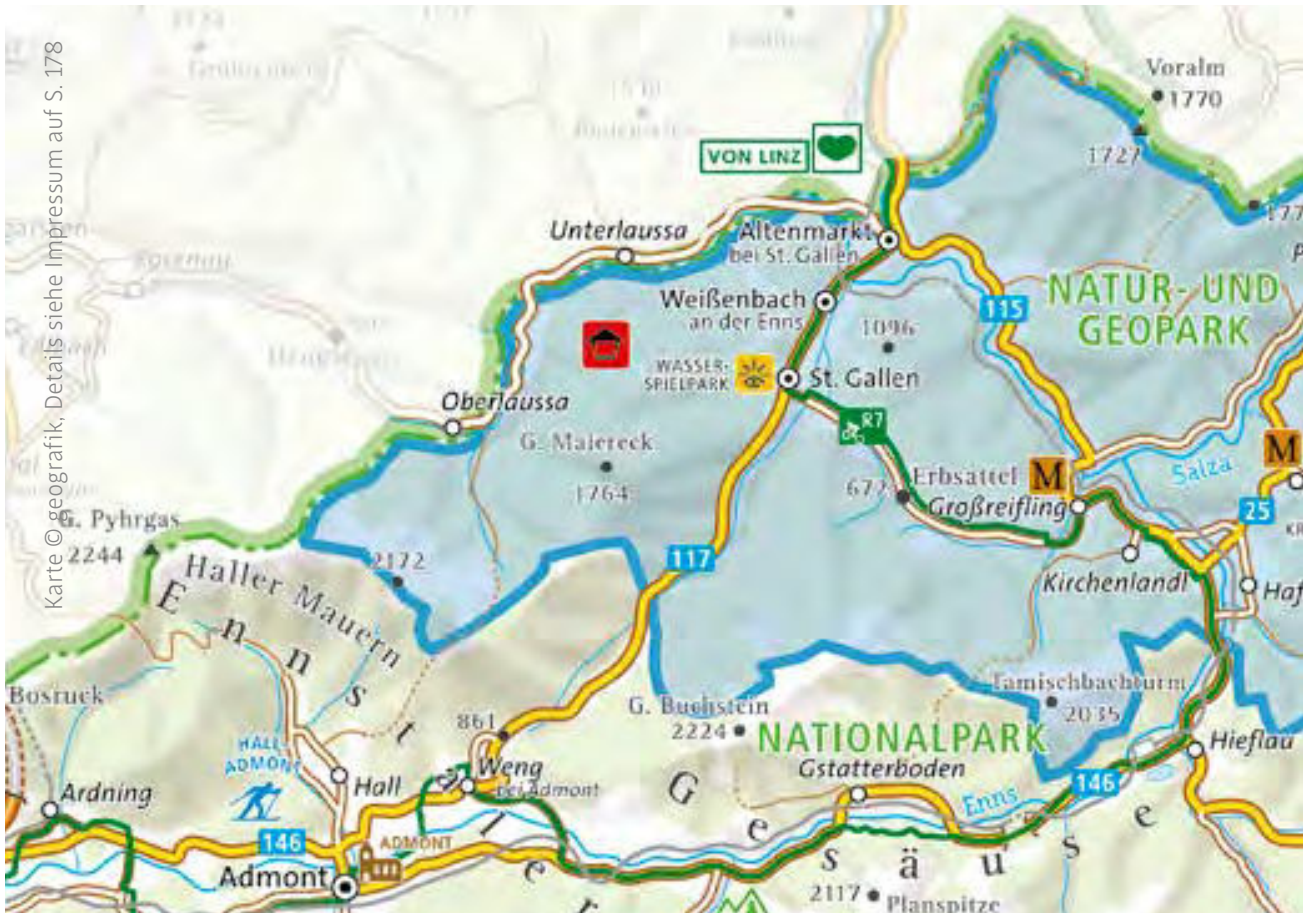 Karte © geografik, Details siehe Impressum auf S. 178
Voralm
1770
1727
VON LINZ
Unterlaussa
Altenmarkt
bei St. Gallen
Weißenbach
an der Enns
115
NATUR- UND
GEOPARK
1096
WASSER-
SPIELPARK
St. Gallen
Oberlaussa
R7
G. Maiereck
1764
Erbsattel
M
Salza
M
Großreifling
25
G. Pyhrgas
2244
117
Haller Mauern
2172
Kirchenlandl
Haf
Ennst
Bosruck
Tamischbachturm
2035
G. Buchstein
2224
NATIONALPARK
861
Hieflau
HALL-
ADMONT
Hall
Weng
bei Admont
Gstatterboden
146
Ardning
Enns
Gesäuse
146
ADMONT
Admont
2117
Planspitze